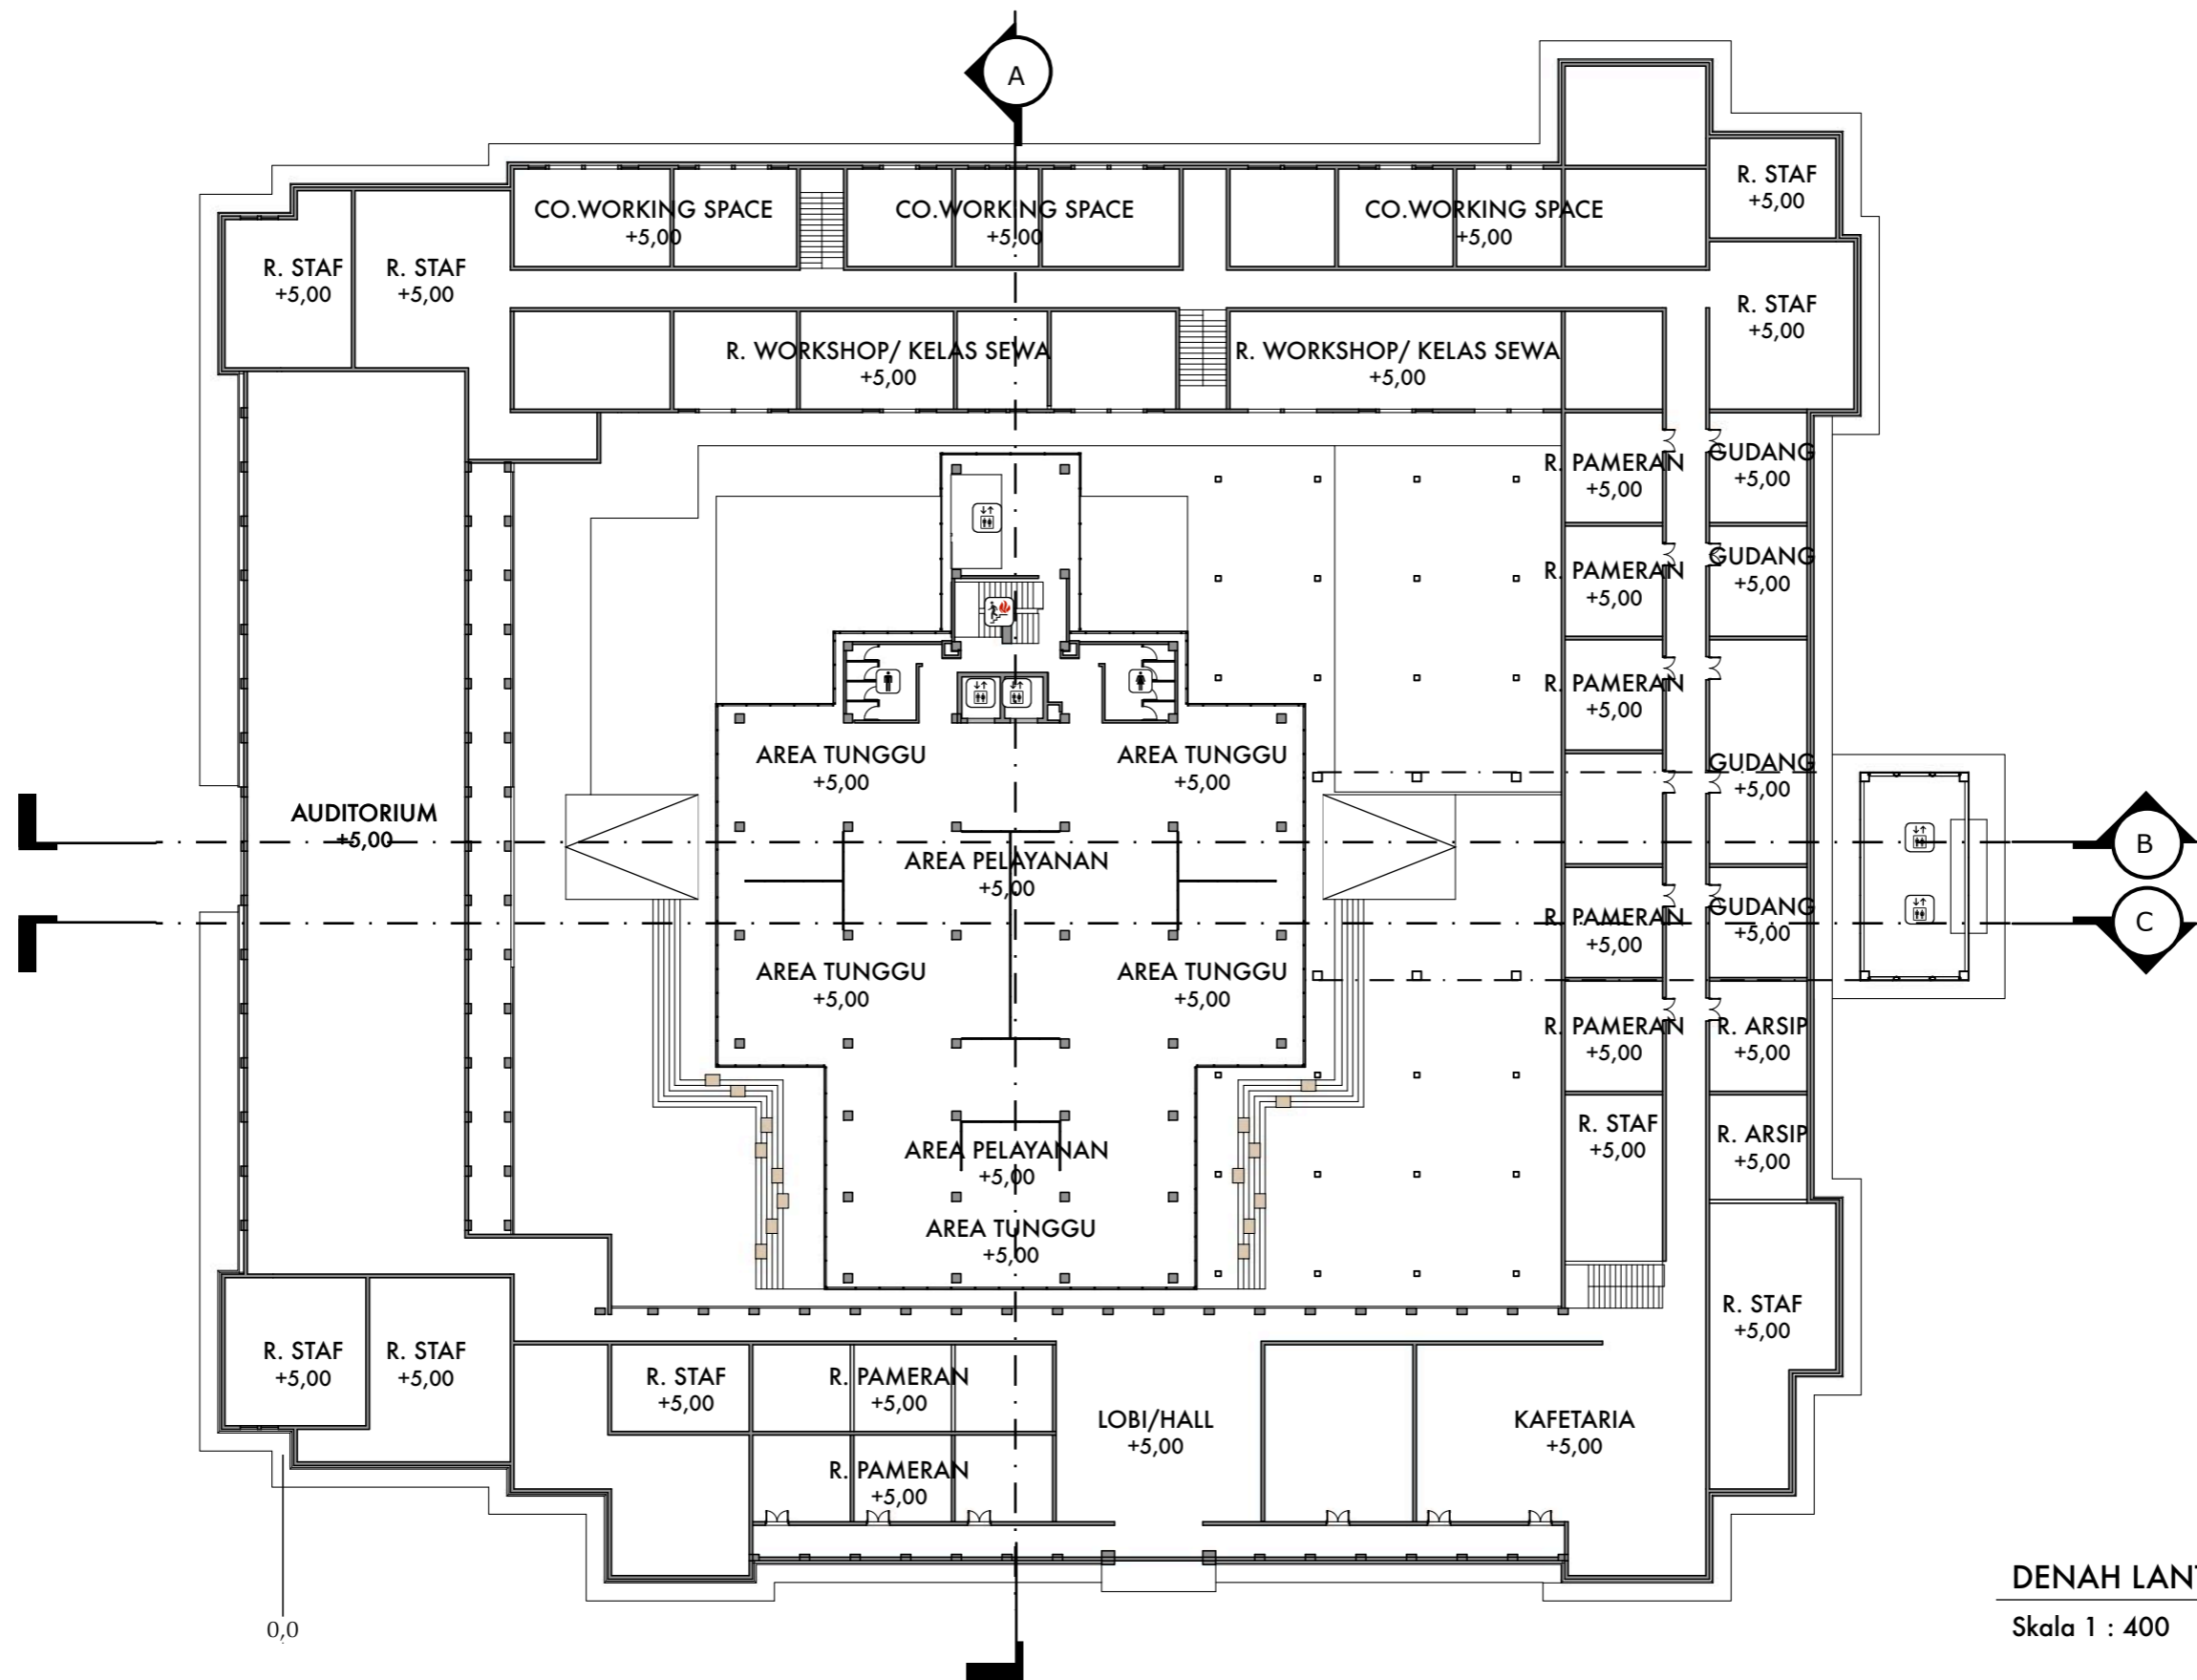 A
R. STAF
+5,00
CO.WORKING SPACE
+5,00
CO.WORKING SPACE
+5,00
CO.WORKING SPACE
+5,00
R. STAF
+5,00
R. STAF
+5,00
R. STAF
+5,00
R. WORKSHOP/ KELAS SEWA
+5,00
R. WORKSHOP/ KELAS SEWA
+5,00
R. PAMERAN
+5,00
GUDANG
+5,00
R. PAMERAN
+5,00
GUDANG
+5,00
R. PAMERAN
+5,00
AREA TUNGGU
+5,00
AREA TUNGGU
+5,00
GUDANG
+5,00
AUDITORIUM
+5,00
B
AREA PELAYANAN
+5,00
R. PAMERAN
+5,00
GUDANG
+5,00
C
AREA TUNGGU
+5,00
AREA TUNGGU
+5,00
R. PAMERAN
+5,00
R. ARSIP
+5,00
R. STAF
+5,00
R. ARSIP
+5,00
AREA PELAYANAN
+5,00
AREA TUNGGU
+5,00
R. STAF
+5,00
R. STAF
+5,00
R. STAF
+5,00
R. STAF
+5,00
R. PAMERAN
+5,00
LOBI/HALL
+5,00
KAFETARIA
+5,00
R. PAMERAN
+5,00
0,0
DENAH LAN
Skala 1 : 400